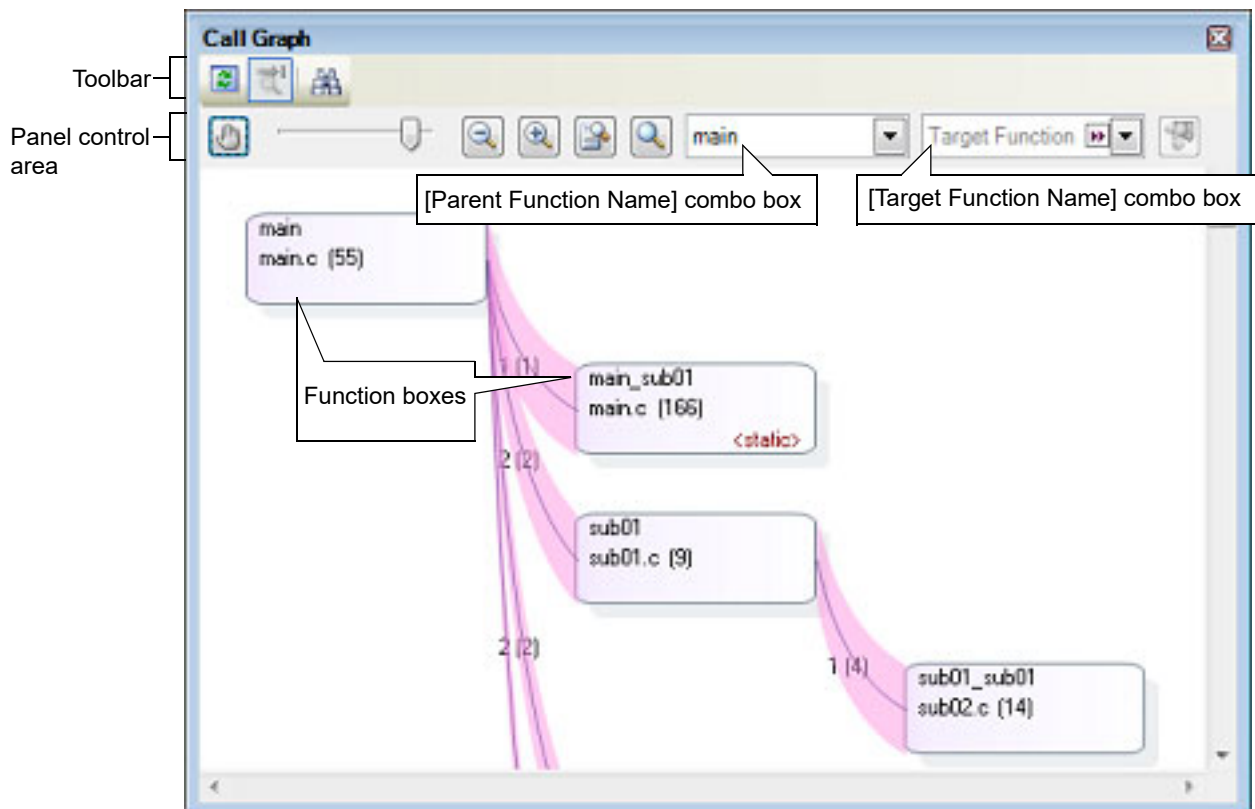 Call Graph
Toolbar
Panel control
area
main
Target Function
[Parent Function Name] combo box
[Target Function Name] combo box
main
main.c (55)
1 (1)
Function boxes
main_sub01
main.c (166)
<static>
2 (2)
sub01
sub01.c (9)
2 (2)
1 (4)
sub01_sub01
sub02.c (14)